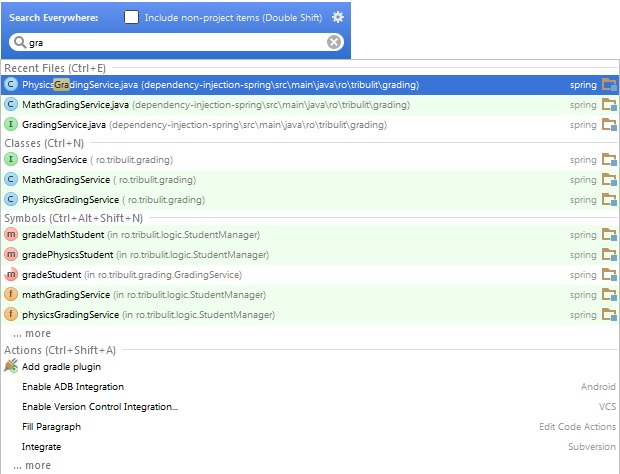 Search Everywhere: Include non-project items (Double Shift)
gra
Recent Files (Ctrl+E)
C PhysicsGradingService.java (dependency-injection-spring\src\main\java\ro\tribulit\grading) spring
C MathGradingService.java (dependency-injection-spring\src\main\java\ro\tribulit\grading) spring
I GradingService.java (dependency-injection-spring\src\main\java\ro\tribulit\grading) spring
Classes (Ctrl+N)
I GradingService ( ro.tribulit.grading) spring
C MathGradingService ( ro.tribulit.grading) spring
C PhysicsGradingService ( ro.tribulit.grading) spring
Symbols (Ctrl+Alt+Shift+N)
m gradeMathStudent (in ro.tribulit.logic.StudentManager) spring
m gradePhysicsStudent (in ro.tribulit.logic.StudentManager) spring
m gradeStudent (in ro.tribulit.grading.GradingService) spring
f mathGradingService (in ro.tribulit.logic.StudentManager) spring
f physicsGradingService (in ro.tribulit.logic.StudentManager) spring
... more
Actions (Ctrl+Shift+A)
Add gradle plugin
Enable ADB Integration Android
Enable Version Control Integration... VCS
Fill Paragraph Edit Code Actions
Integrate Subversion
... more